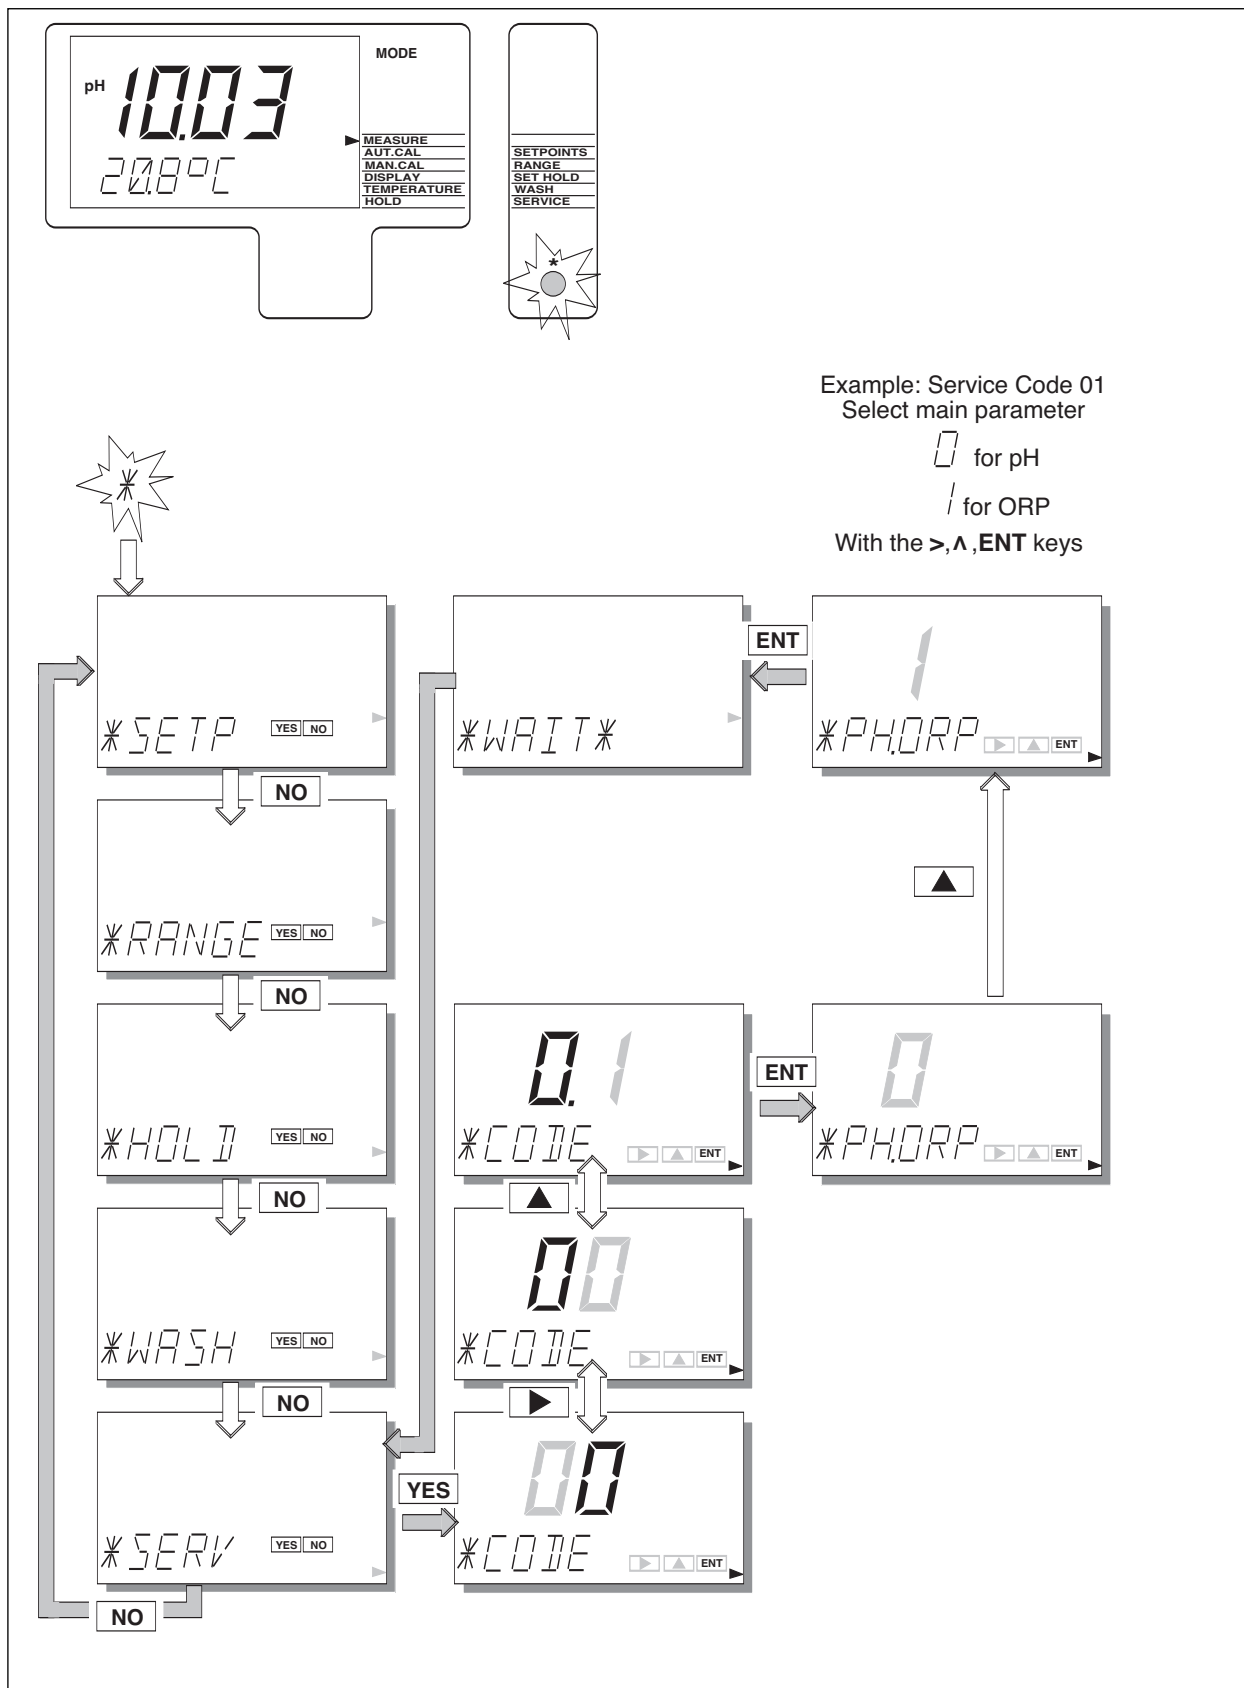 MODE
pH 10.03
20.8°C
MEASURE
AUT.CAL
MAN.CAL
DISPLAY
TEMPERATURE
HOLD
SETPOINTS
RANGE
SET HOLD
WASH
SERVICE
*
Example: Service Code 01
Select main parameter
0 for pH
1 for ORP
With the >,∧,ENT keys
*
*SETP YES NO
NO
*RANGE YES NO
NO
*HOLD YES NO
NO
*WASH YES NO
NO
*SERV YES NO
NO
YES
00
*CODE ▶ ▲ ENT
▶
00
*CODE ▶ ▲ ENT
▲
0.1
*CODE ▶ ▲ ENT
ENT
0
*PH.ORP ▶ ▲ ENT
▲
1
*PH.ORP ▶ ▲ ENT
ENT
*WAIT*